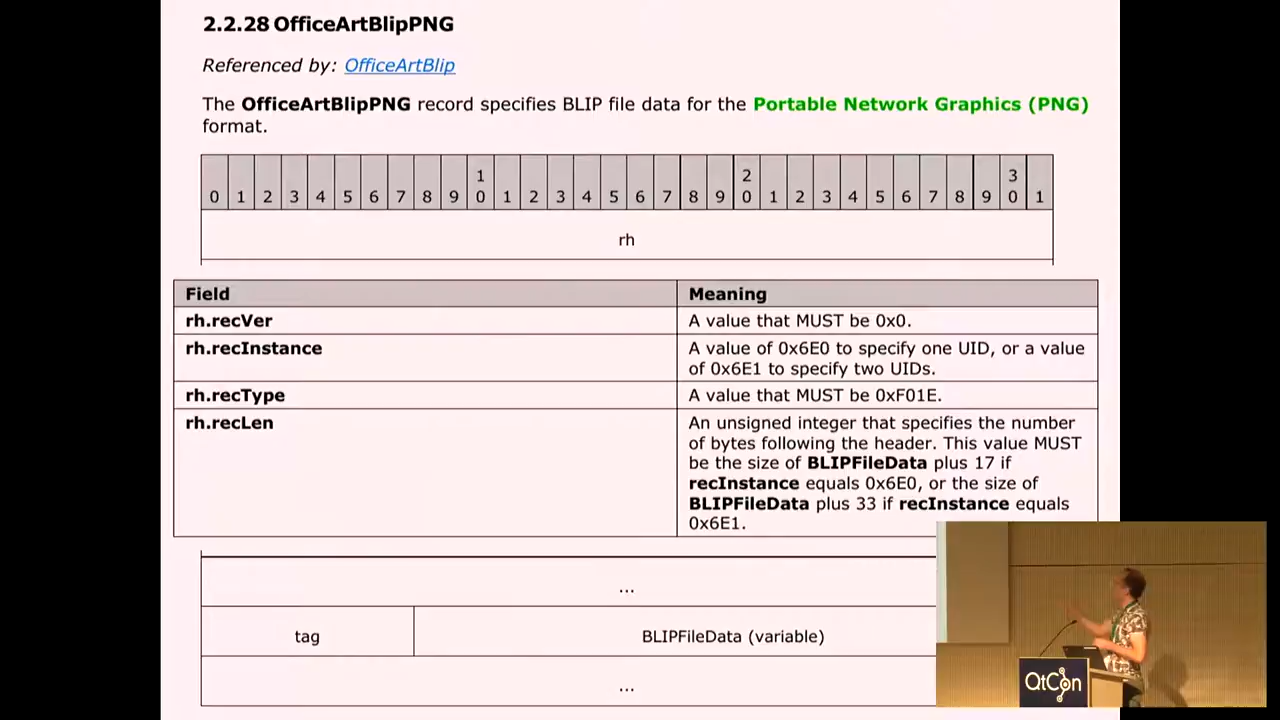 2.2.28 OfficeArtBlipPNG
Referenced by: OfficeArtBlip
The OfficeArtBlipPNG record specifies BLIP file data for the Portable Network Graphics (PNG)
format.
0 1 2 3 4 5 6 7 8 9 10 1 2 3 4 5 6 7 8 9 20 1 2 3 4 5 6 7 8 9 30 1
rh
Field Meaning
rh.recVer A value that MUST be 0x0.
rh.recInstance A value of 0x6E0 to specify one UID, or a value
of 0x6E1 to specify two UIDs.
rh.recType A value that MUST be 0xF01E.
rh.recLen An unsigned integer that specifies the number
of bytes following the header. This value MUST
be the size of BLIPFileData plus 17 if
recInstance equals 0x6E0, or the size of
BLIPFileData plus 33 if recInstance equals
0x6E1.
...
tag BLIPFileData (variable)
...
QtCon